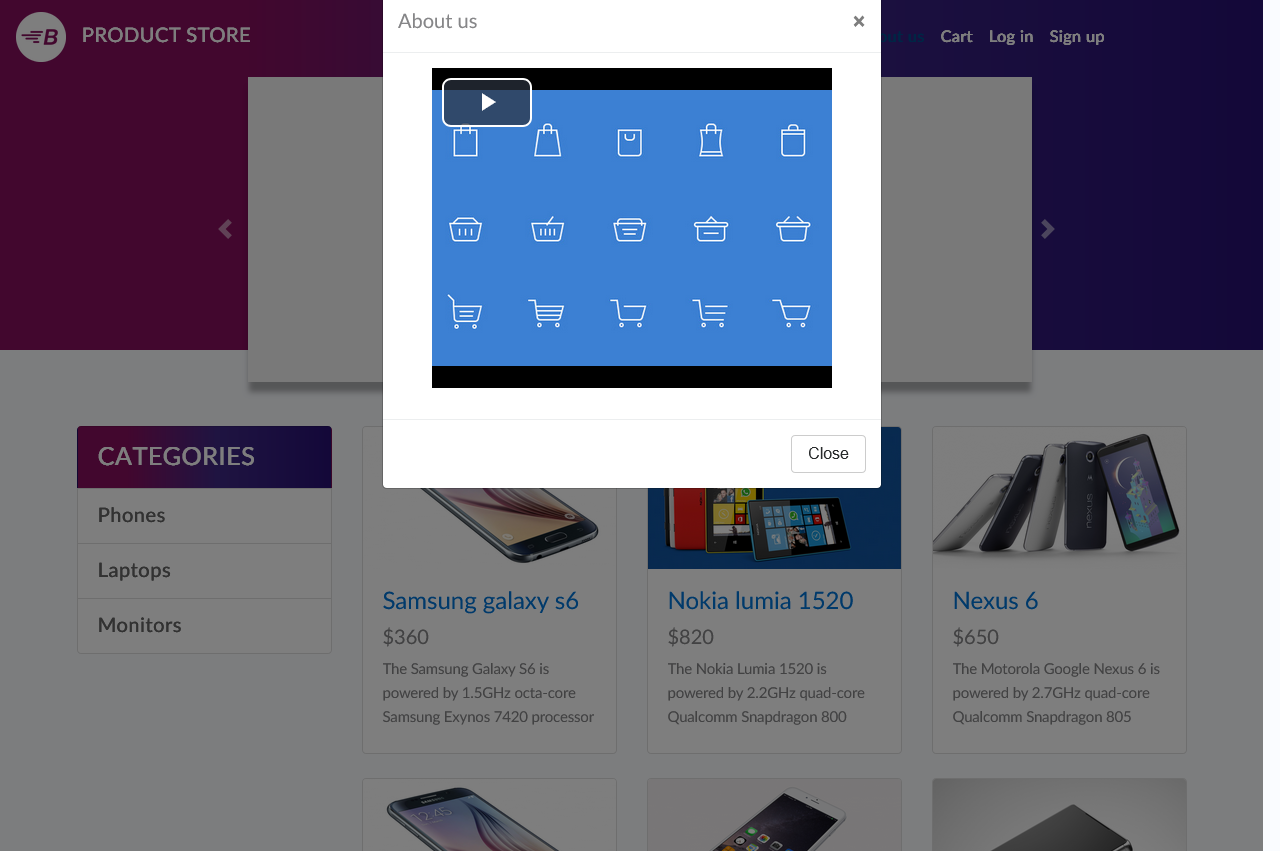 B PRODUCT STORE
About us
×
out us Cart Log in Sign up
Close
CATEGORIES
Phones
Laptops
Monitors
Samsung galaxy s6
$360
The Samsung Galaxy S6 is
powered by 1.5GHz octa-core
Samsung Exynos 7420 processor
Nokia lumia 1520
$820
The Nokia Lumia 1520 is
powered by 2.2GHz quad-core
Qualcomm Snapdragon 800
Nexus 6
$650
The Motorola Google Nexus 6 is
powered by 2.7GHz quad-core
Qualcomm Snapdragon 805